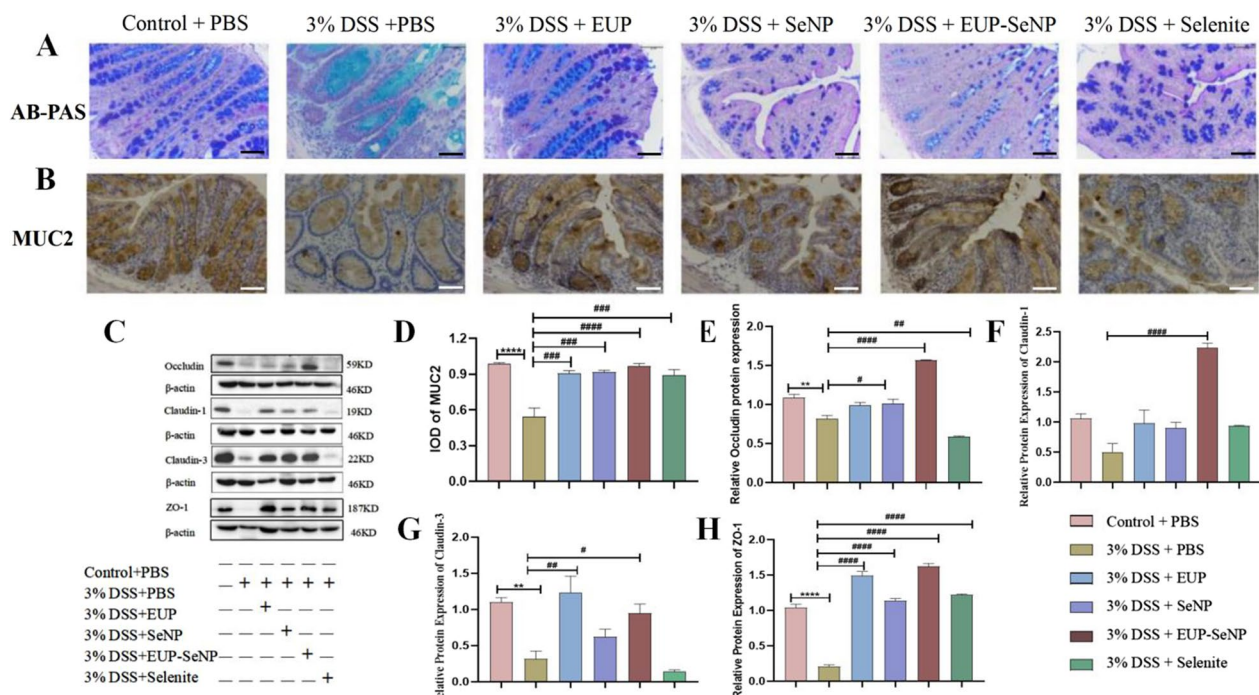 Control + PBS 3% DSS +PBS 3% DSS + EUP 3% DSS + SeNP 3% DSS + EUP-SeNP 3% DSS + Selenite
A
AB-PAS
B
MUC2
C
Occludin 59KD
β-actin 46KD
Claudin-1 19KD
β-actin 46KD
Claudin-3 22KD
β-actin 46KD
ZO-1 187KD
β-actin 46KD
Control+PBS — + + + + +
3% DSS+PBS
3% DSS+EUP — — + — — —
3% DSS+SeNP — — — + — —
3% DSS+EUP-SeNP — — — — + —
3% DSS+Selenite — — — — — +
D
IOD of MUC2
1.2
0.9
0.6
0.3
0.0
****
###
###
####
###
E
Relative Occludin protein expression
2.0
1.5
1.0
0.5
0.0
**
#
####
##
F
Relative Protein Expression of Claudin-1
2.5
2.0
1.5
1.0
0.5
0.0
####
G
Relative Protein Expression of Claudin-3
2.0
1.5
1.0
0.5
0.0
**
##
#
H
Relative Protein Expression of ZO-1
2.0
1.5
1.0
0.5
0.0
****
####
####
####
####
Control + PBS
3% DSS + PBS
3% DSS + EUP
3% DSS + SeNP
3% DSS + EUP-SeNP
3% DSS + Selenite